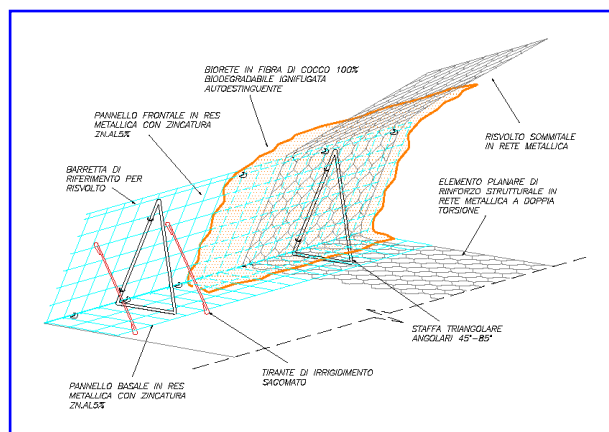 BIORETE IN FIBRA DI COCCO 100%
BIODEGRADABILE IGNIFUGATA
AUTOESTINGUENTE
PANNELLO FRONTALE IN RES
METALLICA CON ZINCATURA
ZN.AL5%
RISVOLTO SOMMITALE
IN RETE METALLICA
BARRETTA DI
RIFERIMENTO PER
RISVOLTO
ELEMENTO PLANARE DI
RINFORZO STRUTTURALE IN
RETE METALLICA A DOPPIA
TORSIONE
STAFFA TRIANGOLARE
ANGOLARI 45°-85°
TIRANTE DI IRRIGIDIMENTO
SAGOMATO
PANNELLO BASALE IN RES
METALLICA CON ZINCATURA
ZN.AL5%